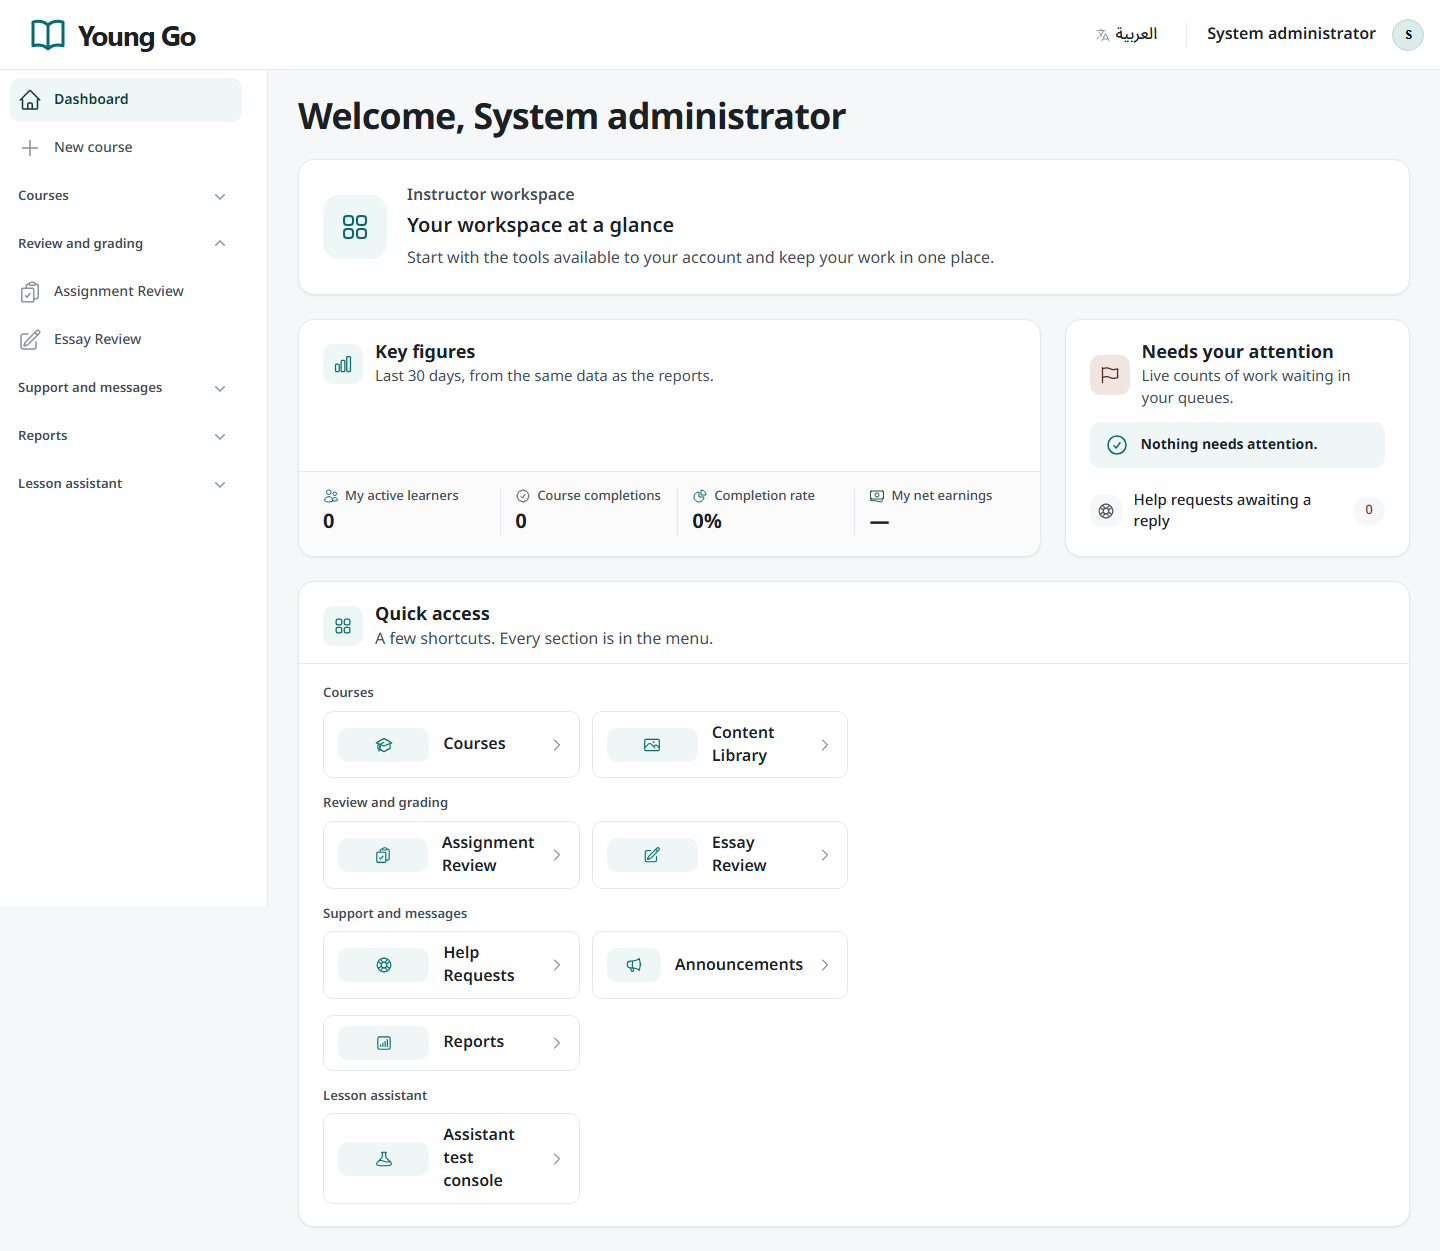 Young Go
العربية
System administrator
S
Dashboard
New course
Courses
Review and grading
Assignment Review
Essay Review
Support and messages
Reports
Lesson assistant
Welcome, System administrator
Instructor workspace
Your workspace at a glance
Start with the tools available to your account and keep your work in one place.
Key figures
Last 30 days, from the same data as the reports.
My active learners
0
Course completions
0
Completion rate
0%
My net earnings
—
Needs your attention
Live counts of work waiting in
your queues.
Nothing needs attention.
Help requests awaiting a
reply
0
Quick access
A few shortcuts. Every section is in the menu.
Courses
Courses
Content
Library
Review and grading
Assignment
Review
Essay
Review
Support and messages
Help
Requests
Announcements
Reports
Lesson assistant
Assistant
test
console